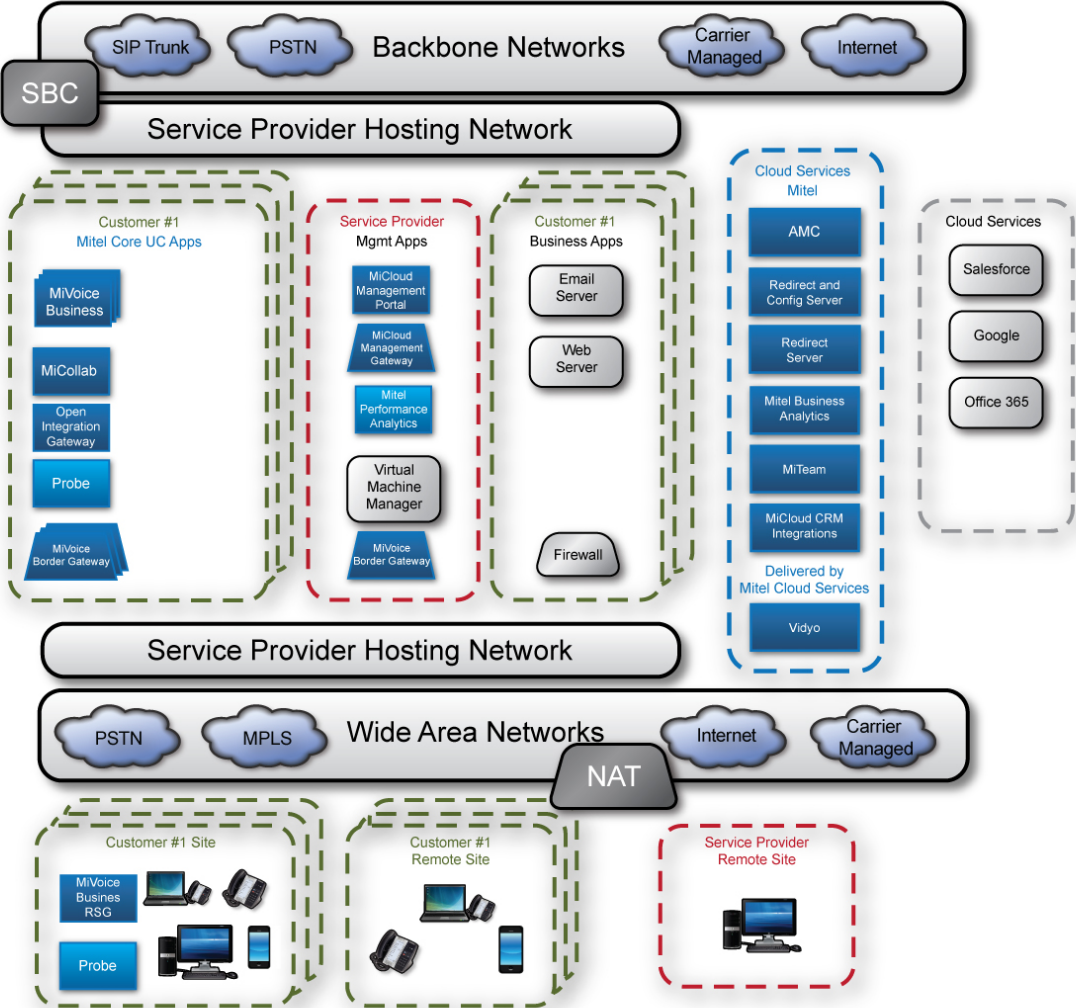 SIP Trunk
PSTN
Backbone Networks
Carrier
Managed
Internet
SBC
Service Provider Hosting Network
Customer #1
Mitel Core UC Apps
MiVoice
Business
MiCollab
Open
Integration
Gateway
Probe
MiVoice
Border Gateway
Service Provider
Mgmt Apps
MiCloud
Management
Portal
MiCloud
Management
Gateway
Mitel
Performance
Analytics
Virtual
Machine
Manager
MiVoice
Border Gateway
Customer #1
Business Apps
Email
Server
Web
Server
Firewall
Cloud Services
Mitel
AMC
Redirect and
Config Server
Redirect
Server
Mitel Business
Analytics
MiTeam
MiCloud CRM
Integrations
Delivered by
Mitel Cloud Services
Vidyo
Cloud Services
Salesforce
Google
Office 365
Service Provider Hosting Network
PSTN
MPLS
Wide Area Networks
Internet
Carrier
Managed
NAT
Customer #1 Site
MiVoice
Busines
RSG
Probe
Customer #1
Remote Site
Service Provider
Remote Site